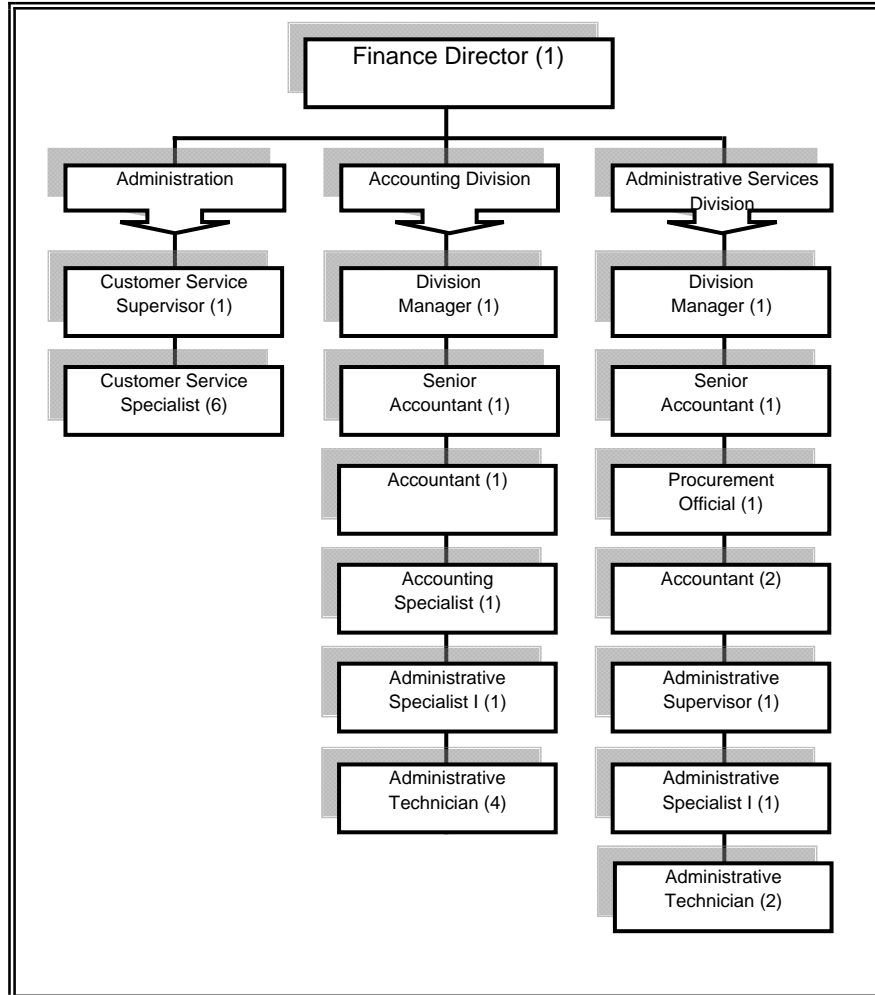 Finance Director (1)
Administration
Customer Service
Supervisor (1)
Customer Service
Specialist (6)
Accounting Division
Division
Manager (1)
Senior
Accountant (1)
Accountant (1)
Accounting
Specialist (1)
Administrative
Specialist I (1)
Administrative
Technician (4)
Administrative Services
Division
Division
Manager (1)
Senior
Accountant (1)
Procurement
Official (1)
Accountant (2)
Administrative
Supervisor (1)
Administrative
Specialist I (1)
Administrative
Technician (2)